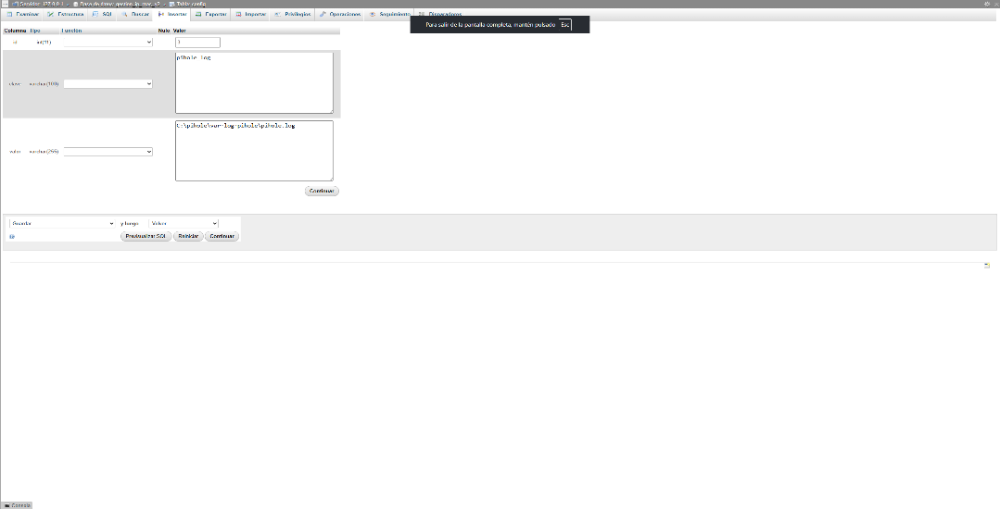 Servidor: 127.0.0.1 » Base de datos: gestion_ip_mac_v2 » Tabla: config
Examinar Estructura SQL Buscar Insertar Exportar Importar Privilegios Operaciones Seguimiento Disparadores
Para salir de la pantalla completa, mantén pulsado Esc
Columna Tipo Función Nulo Valor
id int(11)
clave varchar(100) pihole_log
valor varchar(255) C:\pihole\var-log-pihole\pihole.log
Continuar
Guardar y luego Volver
Previsualizar SQL Reiniciar Continuar
Consola